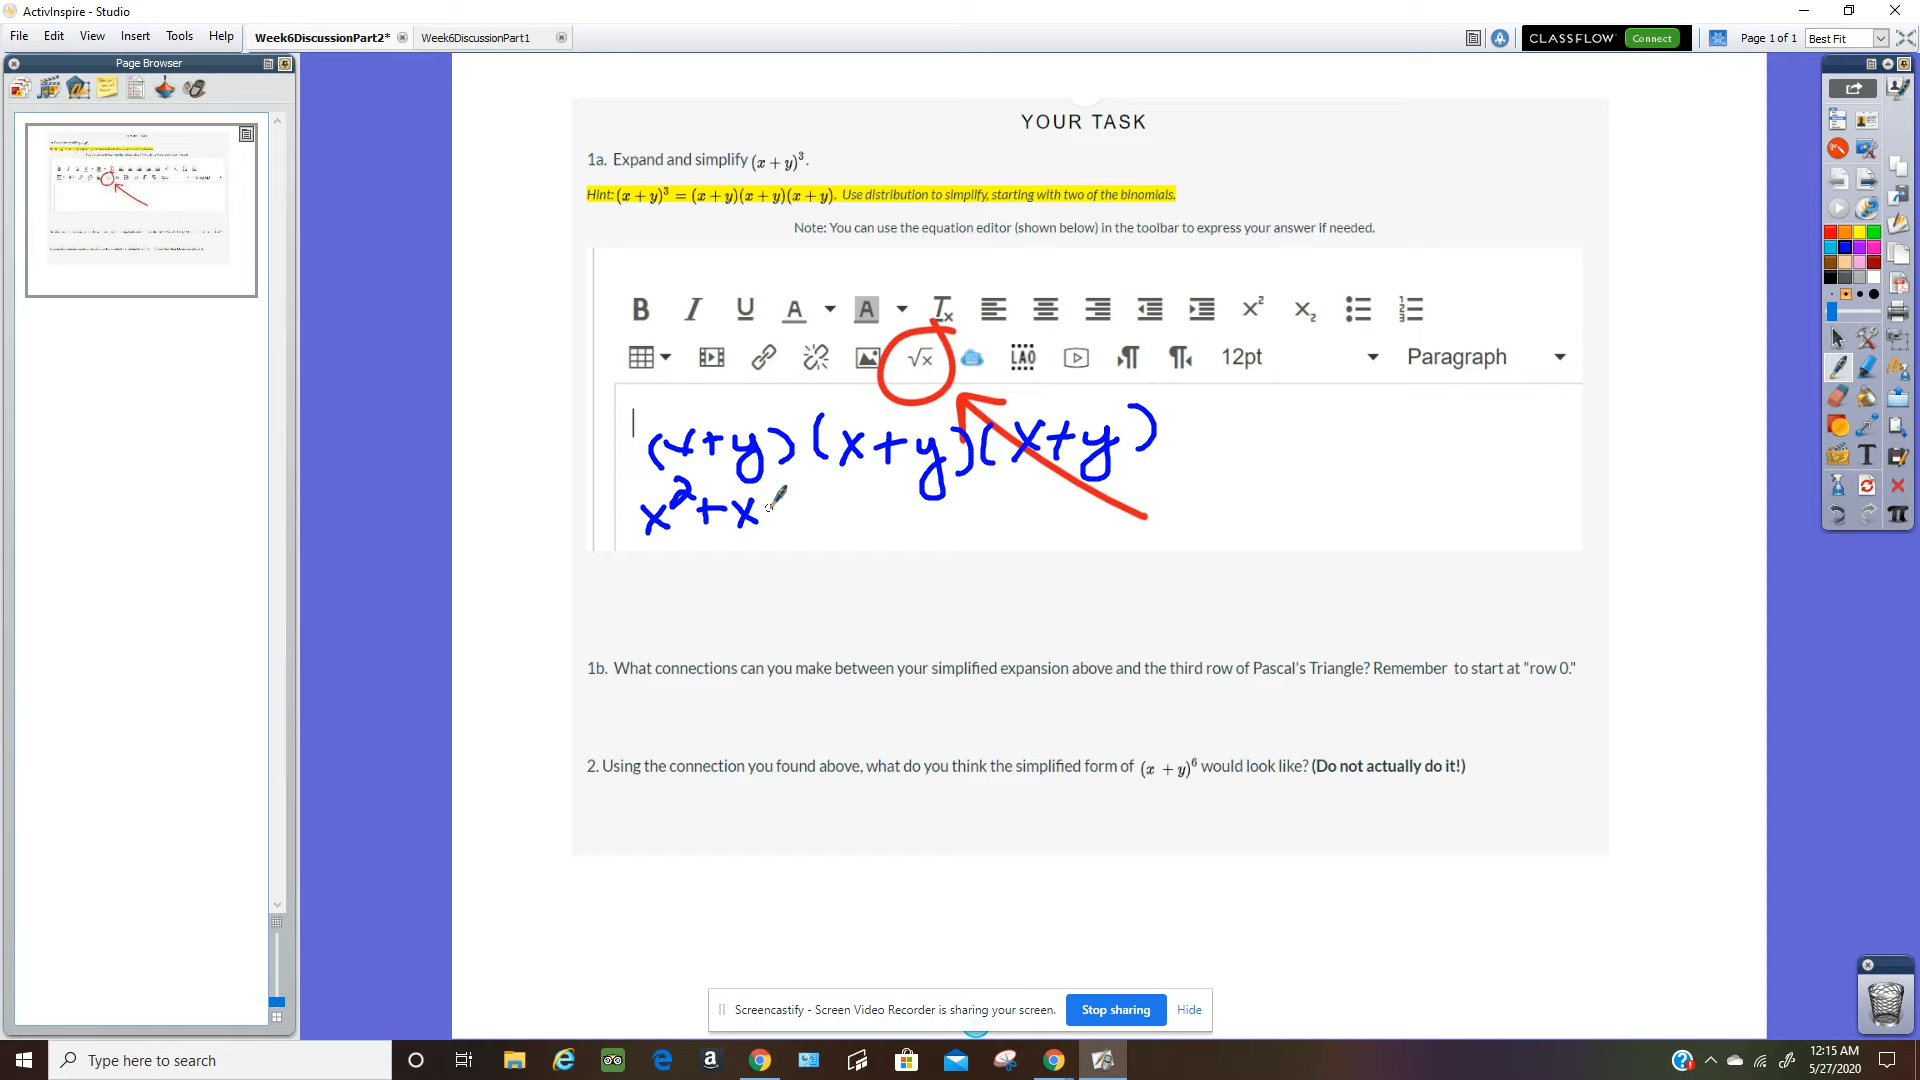 ActivInspire - Studio
File Edit View Insert Tools Help
Week6DiscussionPart2* Week6DiscussionPart1
CLASSFLOW Connect
Page 1 of 1 Best Fit
Page Browser
YOUR TASK
1a. Expand and simplify (x + y)³.
Hint: (x + y)³ = (x + y)(x + y)(x + y). Use distribution to simplify, starting with two of the binomials.
Note: You can use the equation editor (shown below) in the toolbar to express your answer if needed.
B I U A A Tx x² x₂
√x LAO 12pt Paragraph
(x+y)(x+y)(x+y)
x²+x
1b. What connections can you make between your simplified expansion above and the third row of Pascal's Triangle? Remember to start at "row 0."
2. Using the connection you found above, what do you think the simplified form of (x + y)⁶ would look like? (Do not actually do it!)
Screencastify - Screen Video Recorder is sharing your screen. Stop sharing Hide
Type here to search
12:15 AM
5/27/2020